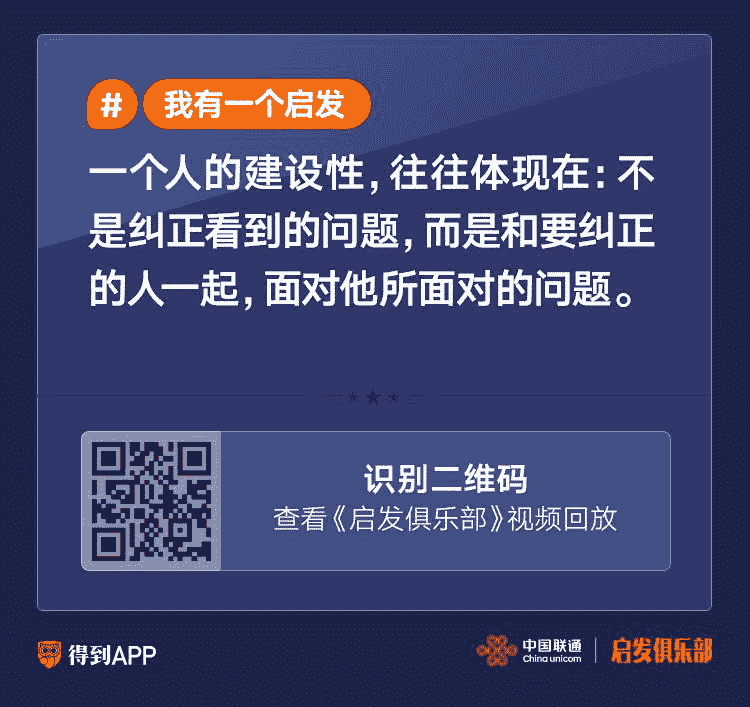 # 我有一个启发
一个人的建设性，往往体现在：不
是纠正看到的问题，而是和要纠正
的人一起，面对他所面对的问题。
识别二维码
查看《启发俱乐部》视频回放
得到APP
中国联通
China unicom
启发俱乐部